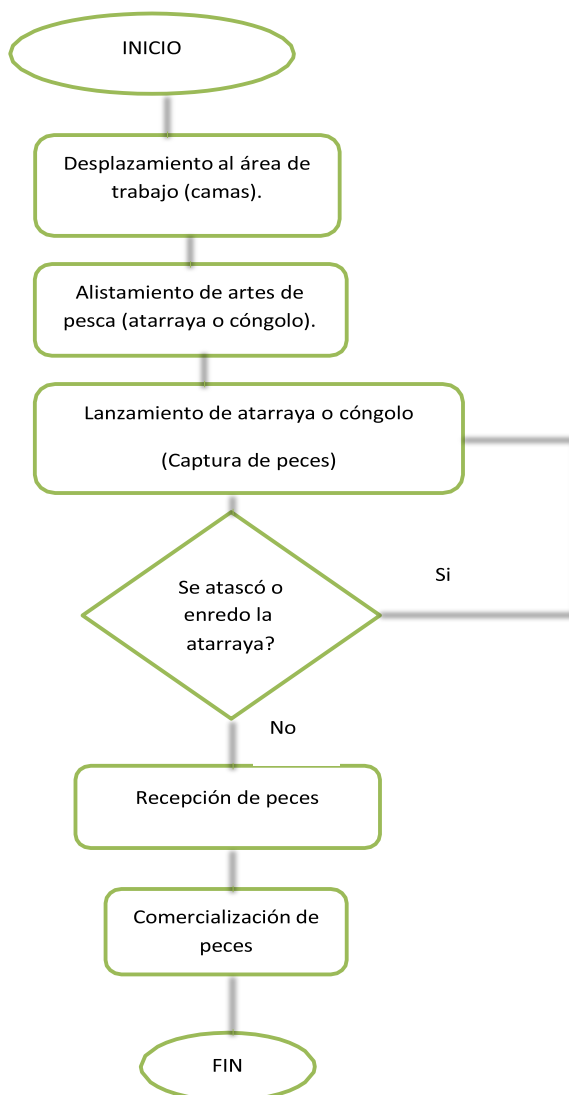 INICIO
Desplazamiento al área de
trabajo (camas).
Alistamiento de artes de
pesca (atarraya o cóngolo).
Lanzamiento de atarraya o cóngolo
(Captura de peces)
Se atascó o
enredo la
atarraya?
Si
No
Recepción de peces
Comercialización de
peces
FIN